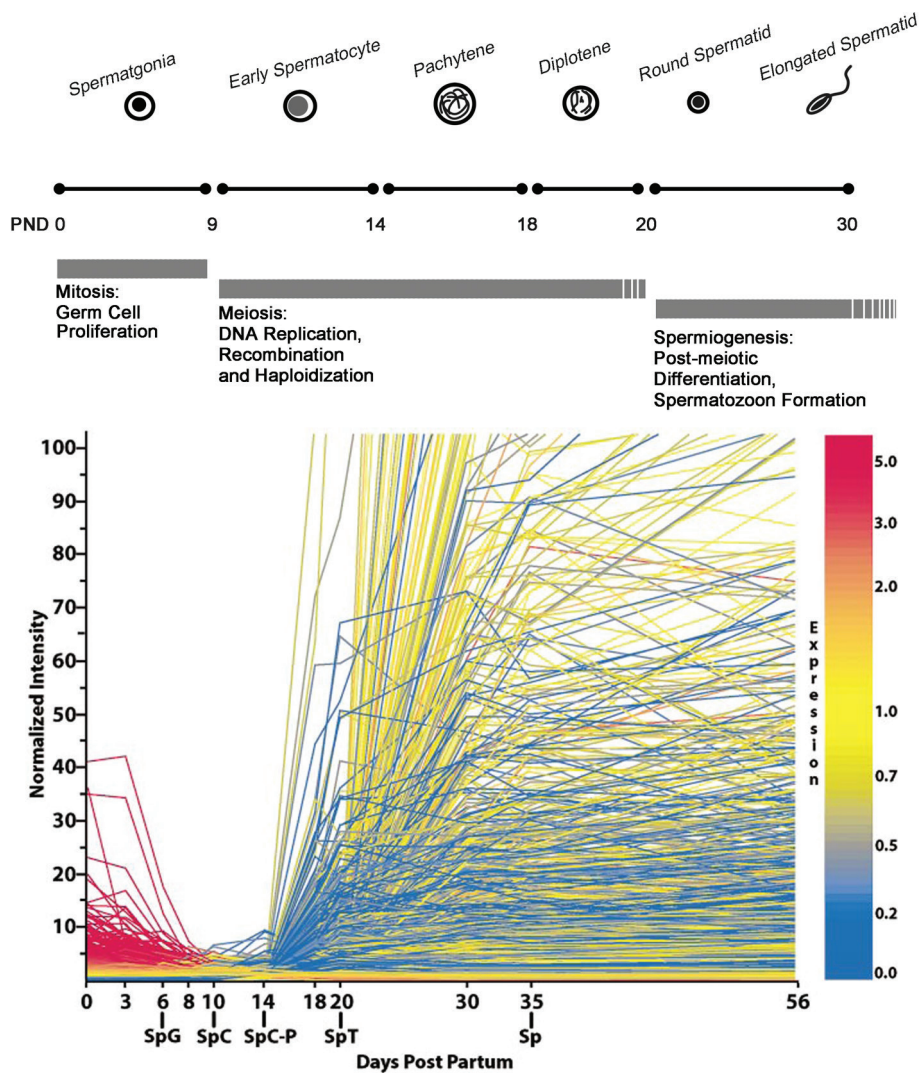 Spermatgonia
Early Spermatocyte
Pachytene
Diplotene
Round Spermatid
Elongated Spermatid
PND 0 9 14 18 20 30
Mitosis:
Germ Cell
Proliferation
Meiosis:
DNA Replication,
Recombination
and Haploidization
Spermiogenesis:
Post-meiotic
Differentiation,
Spermatozoon Formation
Normalized Intensity
100
90
80
70
60
50
40
30
20
10
0 3 6 8 10 14 18 20 30 35 56
SpG SpC SpC-P SpT Sp
Days Post Partum
Expression
5.0
3.0
2.0
1.0
0.7
0.5
0.2
0.0